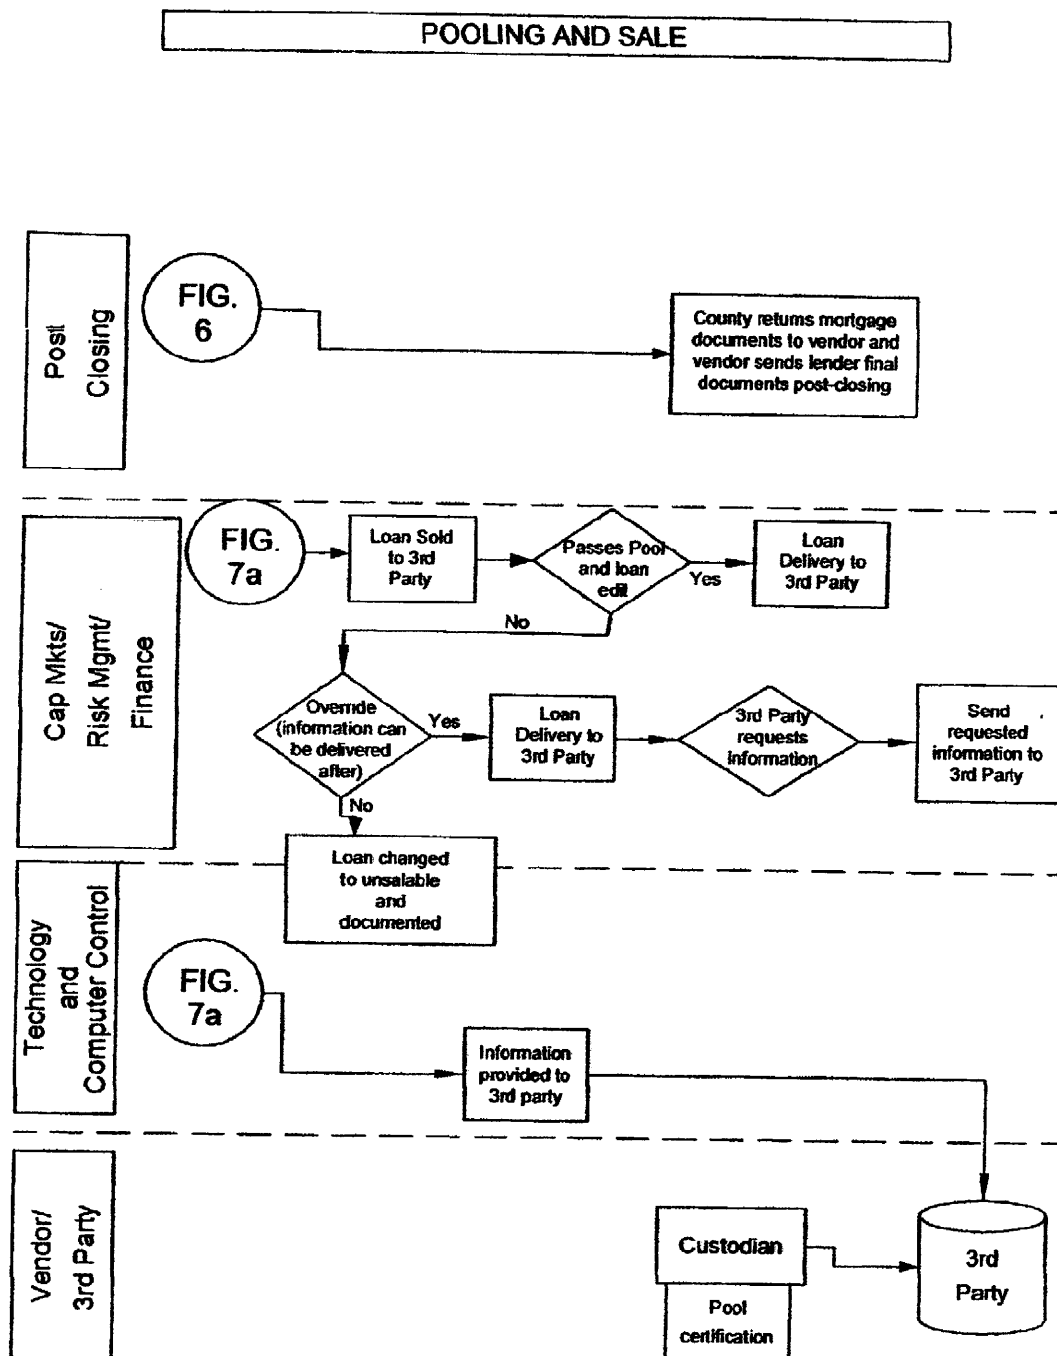 POOLING AND SALE
Post
Closing
FIG.
6
County returns mortgage
documents to vendor and
vendor sends lender final
documents post-closing
Cap Mkts/
Risk Mgmt/
Finance
FIG.
7a
Loan Sold
to 3rd
Party
Passes Pool
and loan
edit
Yes
Loan
Delivery to
3rd Party
No
Override
(information can
be delivered
after)
Yes
Loan
Delivery to
3rd Party
3rd Party
requests
information
Send
requested
information to
3rd Party
No
Loan changed
to unsalable
and
documented
Technology
and
Computer Control
FIG.
7a
Information
provided to
3rd party
Vendor/
3rd Party
Custodian
Pool
certification
3rd
Party